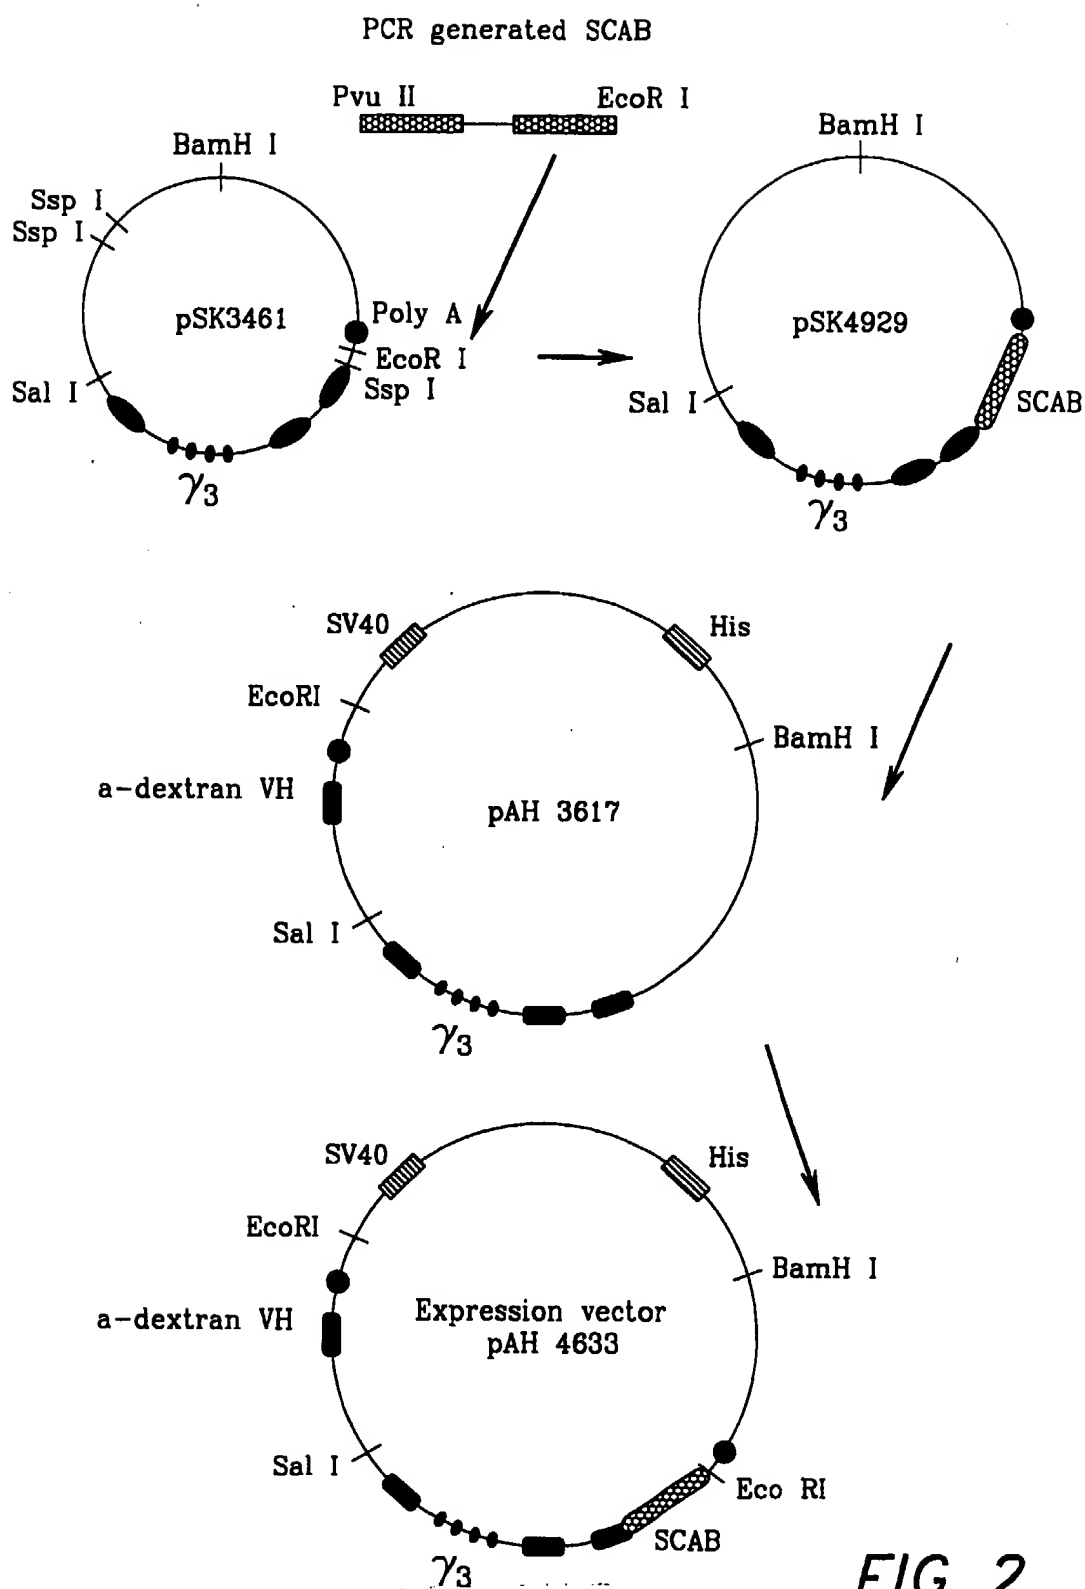 PCR generated SCAB
Pvu II
EcoR I
BamH I
Ssp I
Ssp I
pSK3461
Poly A
EcoR I
Ssp I
Sal I
γ3
BamH I
pSK4929
Sal I
SCAB
γ3
SV40
His
EcoRI
BamH I
a-dextran VH
pAH 3617
Sal I
γ3
SV40
His
EcoRI
BamH I
a-dextran VH
Expression vector
pAH 4633
Sal I
Eco RI
SCAB
γ3
FIG. 2